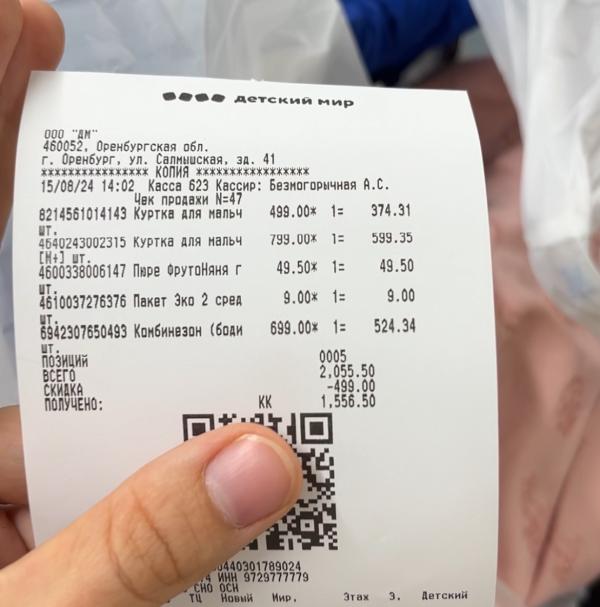 детский мир
ООО "ДМ"
460052, Оренбургская обл.
г. Оренбург, ул. Салмышская, зд. 41
**************** КОПИЯ *****************
15/08/24 14:02 Касса 623 Кассир: Безмогорычная А.С.
Чек продажи N=47
8214561014143 Куртка для мальч 499.00* 1= 374.31
шт.
4640243002315 Куртка для мальч 799.00* 1= 599.35
[М+] шт.
4600338006147 Пюре ФрутоНяня г 49.50* 1= 49.50
шт.
4610037276376 Пакет Эко 2 сред 9.00* 1= 9.00
шт.
6942307650493 Комбинезон (боди 699.00* 1= 524.34
шт.
ПОЗИЦИЙ 0005
ВСЕГО 2,055.50
СКИДКА -499.00
ПОЛУЧЕНО: КК 1,556.50
0440301789024
ИНН 9729777779
СНО ОСН
ТЦ Новый Мир, Этаж 3, Детский